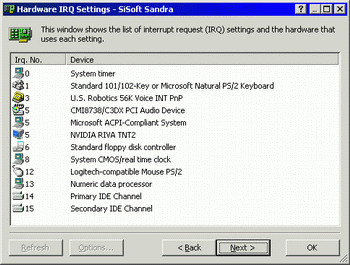 Hardware IRQ Settings - SiSoft Sandra
This window shows the list of interrupt request (IRQ) settings and the hardware that
uses each setting.
Irq. No. Device
0 System timer
1 Standard 101/102-Key or Microsoft Natural PS/2 Keyboard
3 U.S. Robotics 56K Voice INT PnP
5 CMI8738/C3DX PCI Audio Device
5 Microsoft ACPI-Compliant System
5 NVIDIA RIVA TNT2
6 Standard floppy disk controller
8 System CMOS/real time clock
12 Logitech-compatible Mouse PS/2
13 Numeric data processor
14 Primary IDE Channel
15 Secondary IDE Channel
Refresh Options... < Back Next > OK